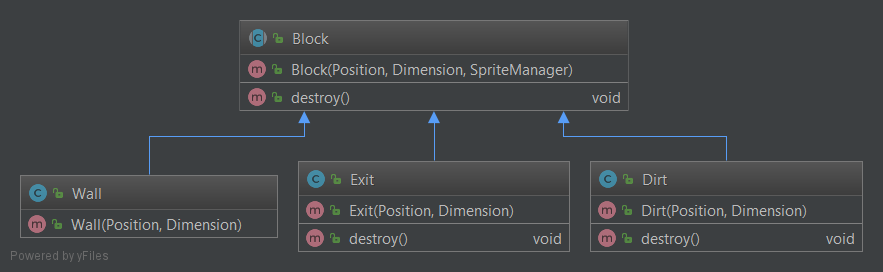 Block
Block(Position, Dimension, SpriteManager)
destroy() void
Wall
Wall(Position, Dimension)
Exit
Exit(Position, Dimension)
destroy() void
Dirt
Dirt(Position, Dimension)
destroy() void
Powered by yFiles